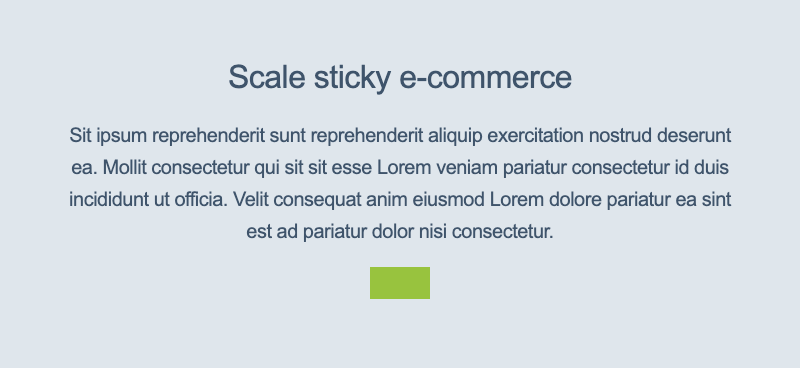 Scale sticky e-commerce
Sit ipsum reprehenderit sunt reprehenderit aliquip exercitation nostrud deserunt
ea. Mollit consectetur qui sit sit esse Lorem veniam pariatur consectetur id duis
incididunt ut officia. Velit consequat anim eiusmod Lorem dolore pariatur ea sint
est ad pariatur dolor nisi consectetur.